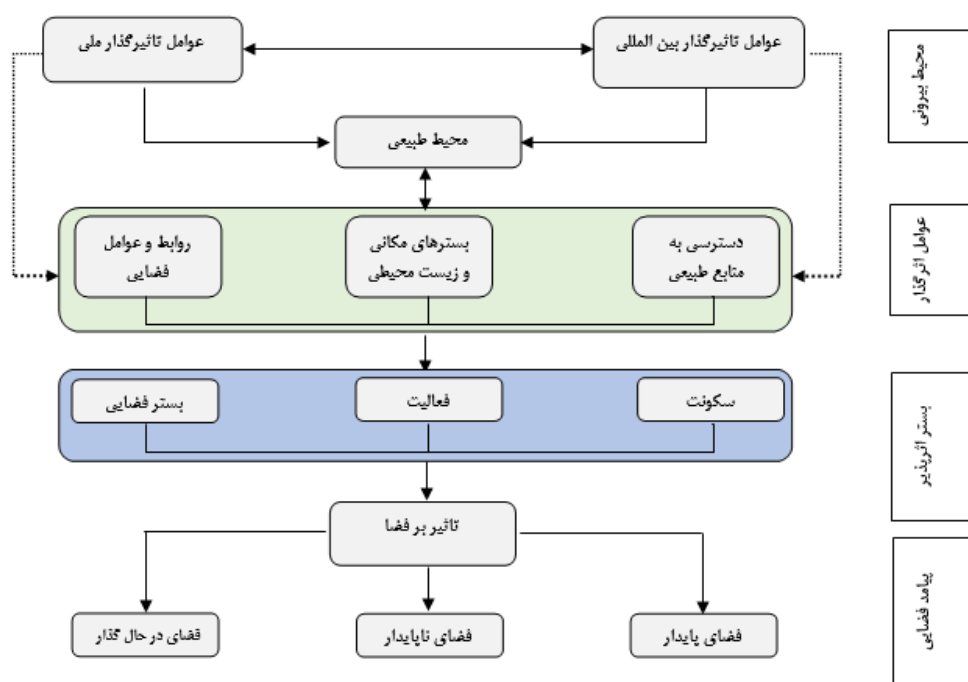 عوامل تاثیرگذار بین المللی
عوامل تاثیرگذار ملی
محیط بیرونی
محیط طبیعی
دسترسی به
منابع طبیعی
بسترهای مکانی
و زیست محیطی
روابط و عوامل
فضایی
عوامل اثرگذار
سکونت
فعالیت
بستر فضایی
بستر اثرپذیر
تاثیر بر فضا
فضای پایدار
فضای ناپایدار
فضای در حال گذار
پیامد فضایی